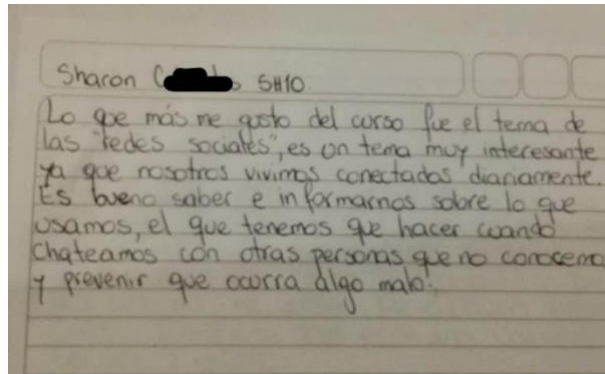 Sharon 5H10.
Lo que más me gusto del curso fue el tema de
las "redes sociales", es un tema muy interesante
ya que nosotros vivimos conectados diariamente.
Es bueno saber e informarnos sobre lo que
usamos, el que tenemos que hacer cuando
chateamos con otras personas que no conocemo
y prevenir que ocurra algo malo.